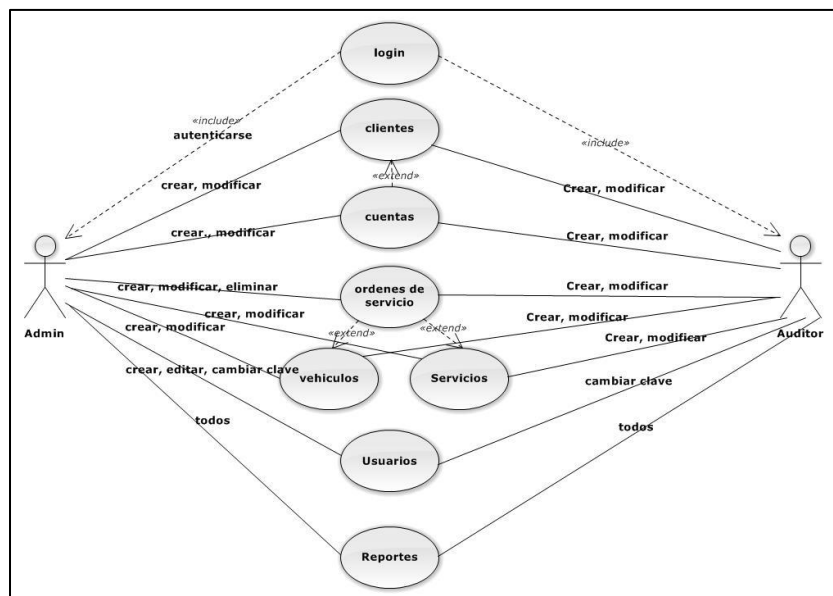 login
«include»
autenticarse
clientes
«include»
«extend»
crear, modificar
Crear, modificar
cuentas
crear., modificar
Crear, modificar
ordenes de
servicio
crear, modificar, eliminar
Crear, modificar
Admin
Auditor
crear, modificar
Crear, modificar
crear, modificar
«extend»
«extend»
Crear, modificar
vehiculos
Servicios
crear, editar, cambiar clave
cambiar clave
todos
todos
Usuarios
Reportes